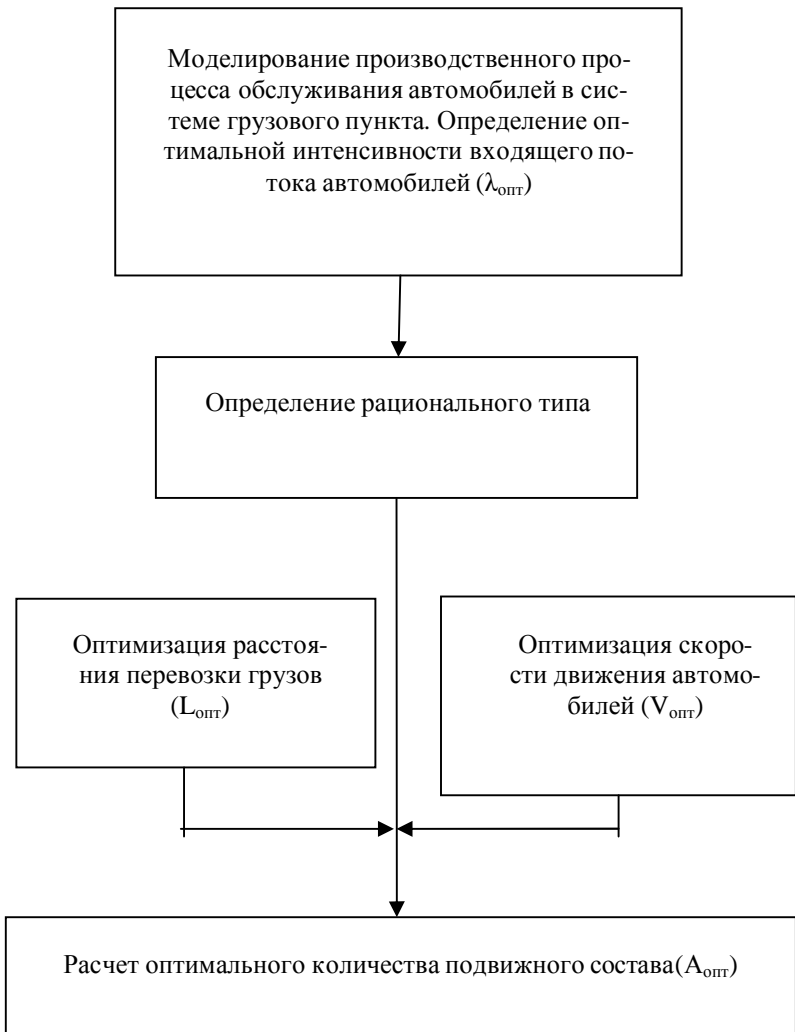 Моделирование производственного про-
цесса обслуживания автомобилей в сис-
теме грузового пункта. Определение оп-
тимальной интенсивности входящего по-
тока автомобилей (λопт)
Определение рационального типа
Оптимизация расстоя-
ния перевозки грузов
(Lопт)
Оптимизация скоро-
сти движения автомо-
билей (Vопт)
Расчет оптимального количества подвижного состава(Aопт)